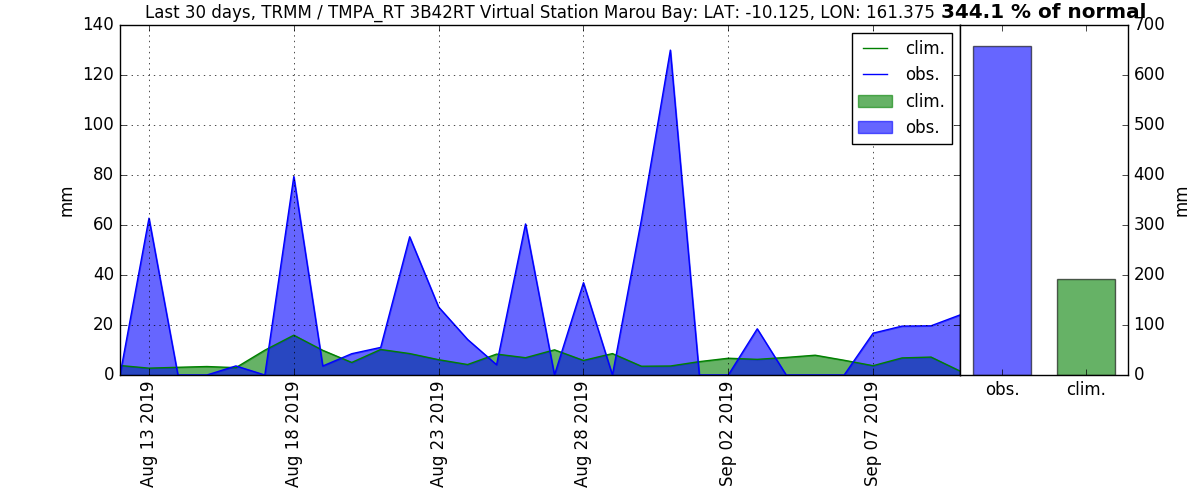 Last 30 days, TRMM / TMPA_RT 3B42RT Virtual Station Marou Bay: LAT: -10.125, LON: 161.375 344.1 % of normal
140
120
100
80
60
40
20
0
mm
clim.
obs.
clim.
obs.
700
600
500
400
300
200
100
0
mm
obs. clim.
Aug 13 2019
Aug 18 2019
Aug 23 2019
Aug 28 2019
Sep 02 2019
Sep 07 2019